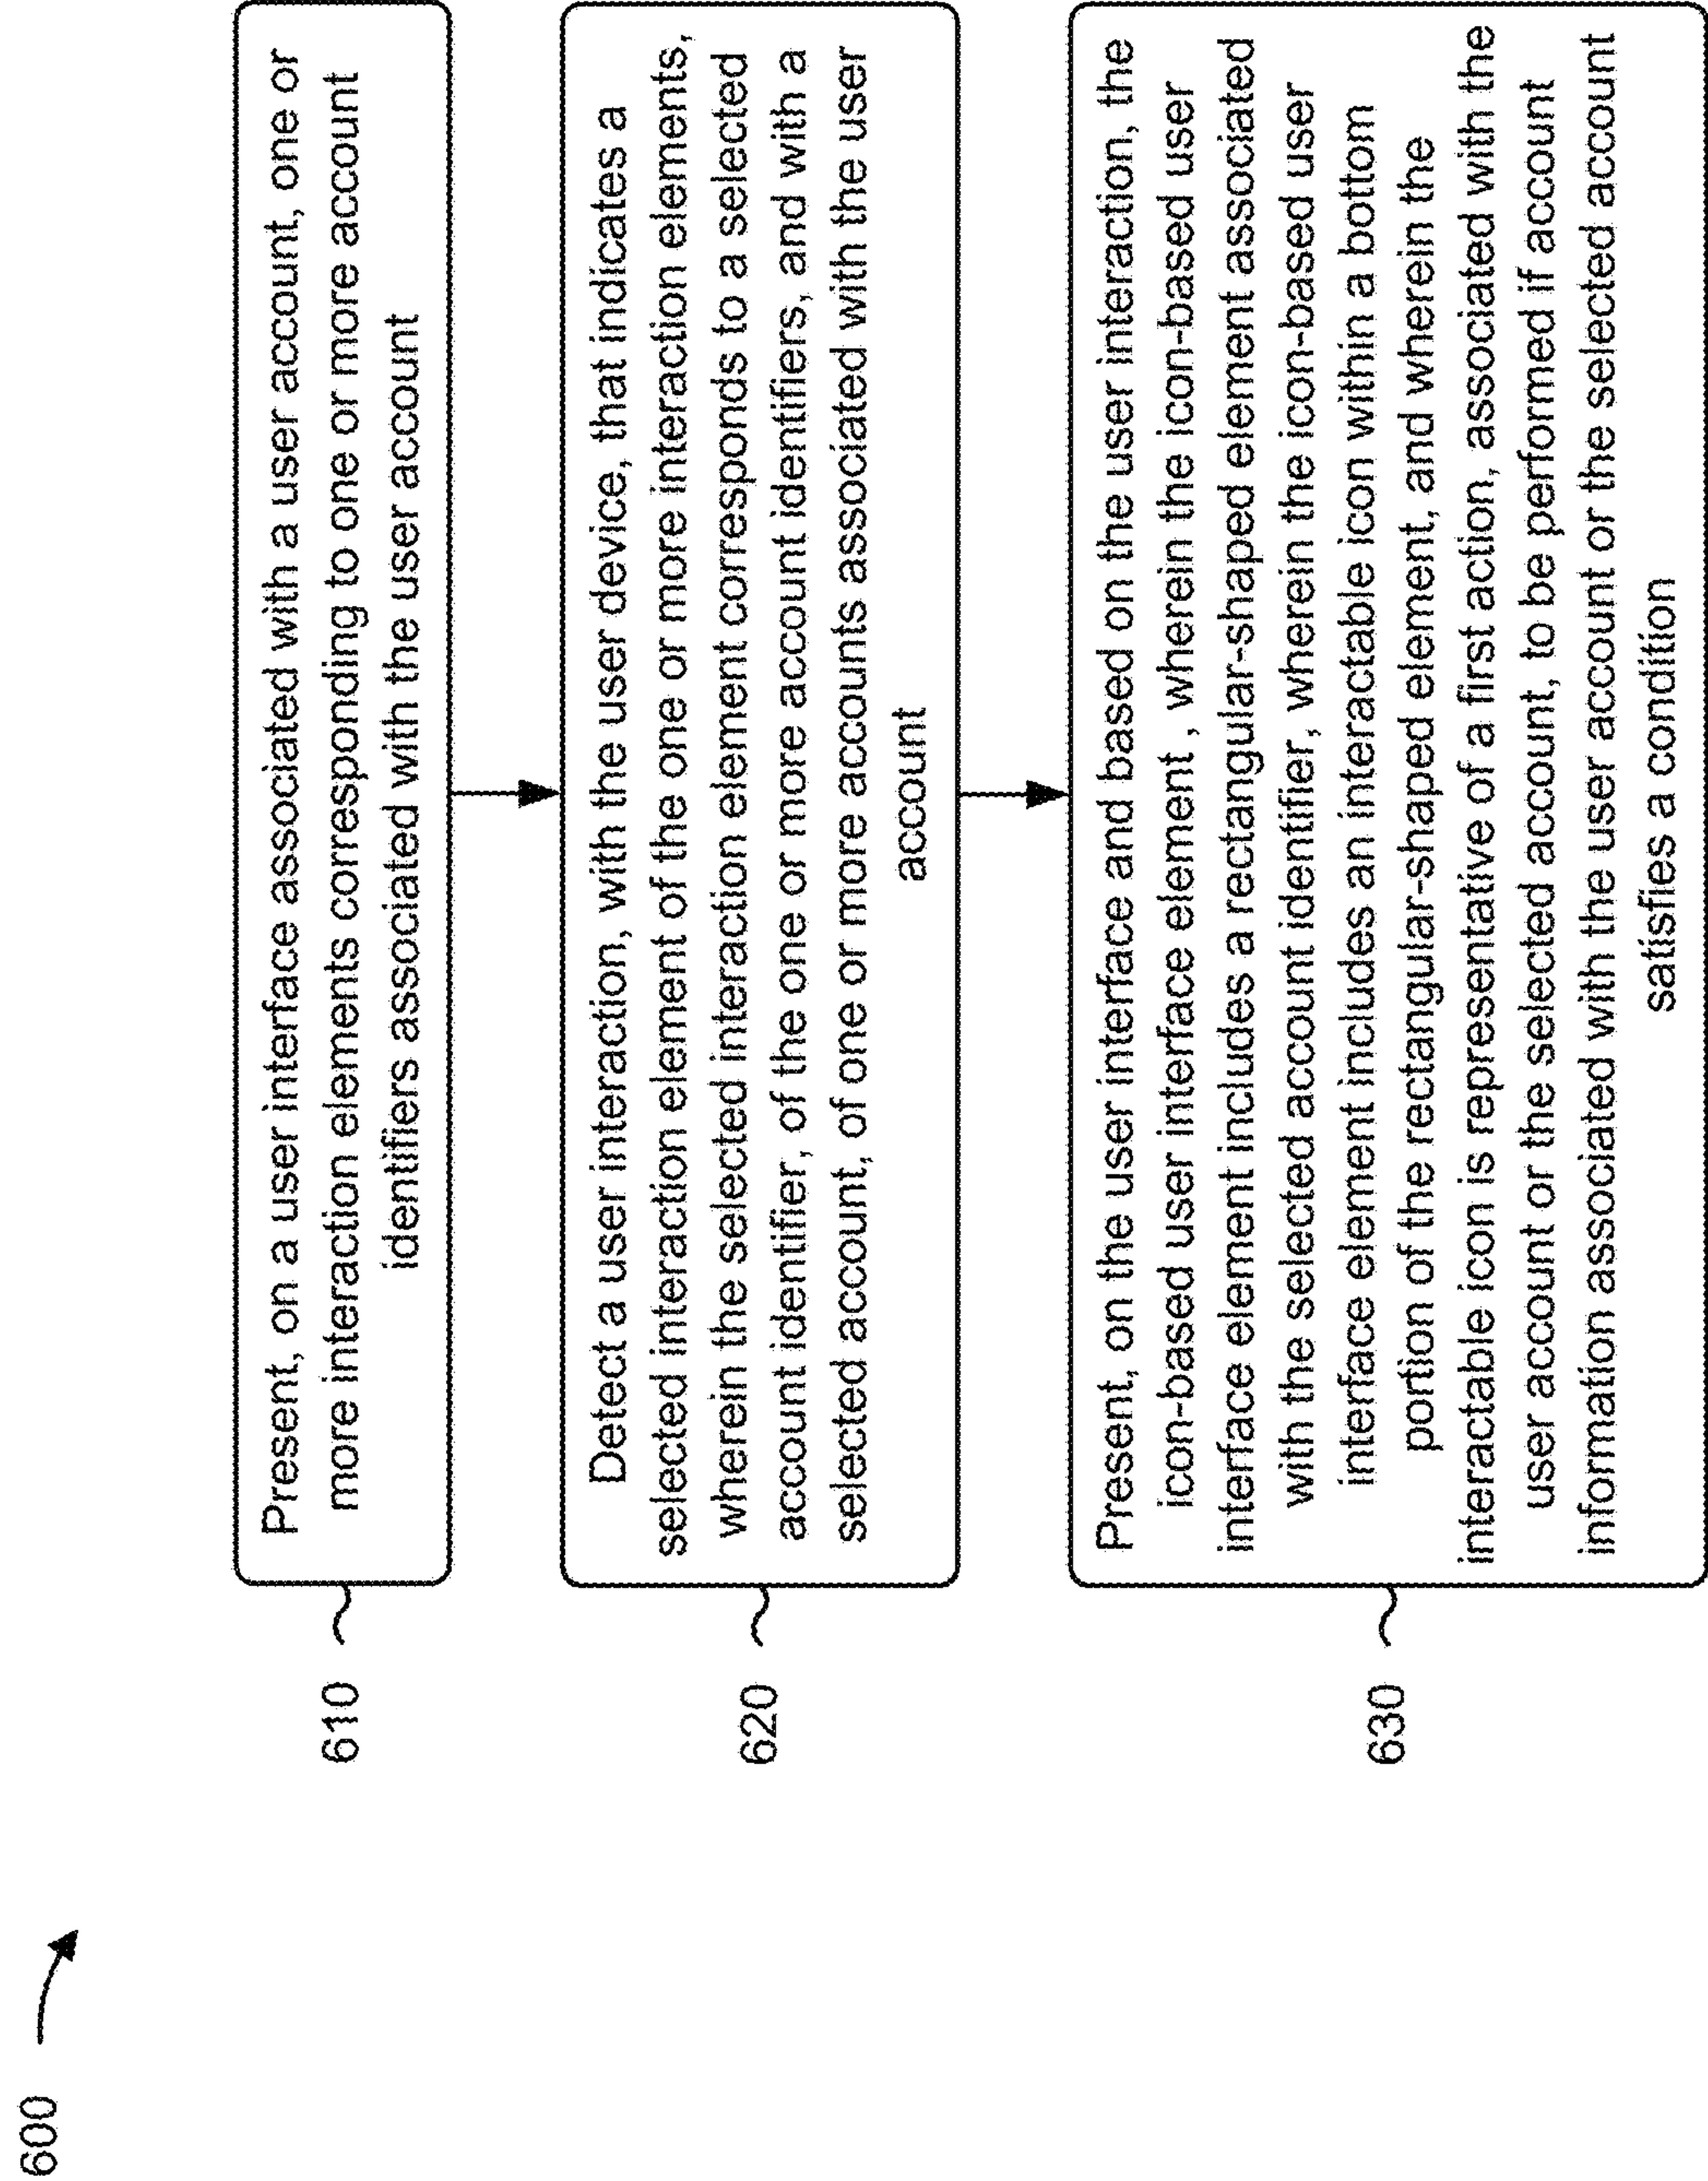 600
610
Present, on a user interface associated with a user account, one or
more interaction elements corresponding to one or more account
identifiers associated with the user account
620
Detect a user interaction, with the user device, that indicates a
selected interaction element of the one or more interaction elements,
wherein the selected interaction element corresponds to a selected
account identifier, of the one or more account identifiers, and with a
selected account, of one or more accounts associated with the user
account
630
Present, on the user interface and based on the user interaction, the
icon-based user interface element , wherein the icon-based user
interface element includes a rectangular-shaped element associated
with the selected account identifier, wherein the icon-based user
interface element includes an interactable icon within a bottom
portion of the rectangular-shaped element, and wherein the
interactable icon is representative of a first action, associated with the
user account or the selected account, to be performed if account
information associated with the user account or the selected account
satisfies a condition